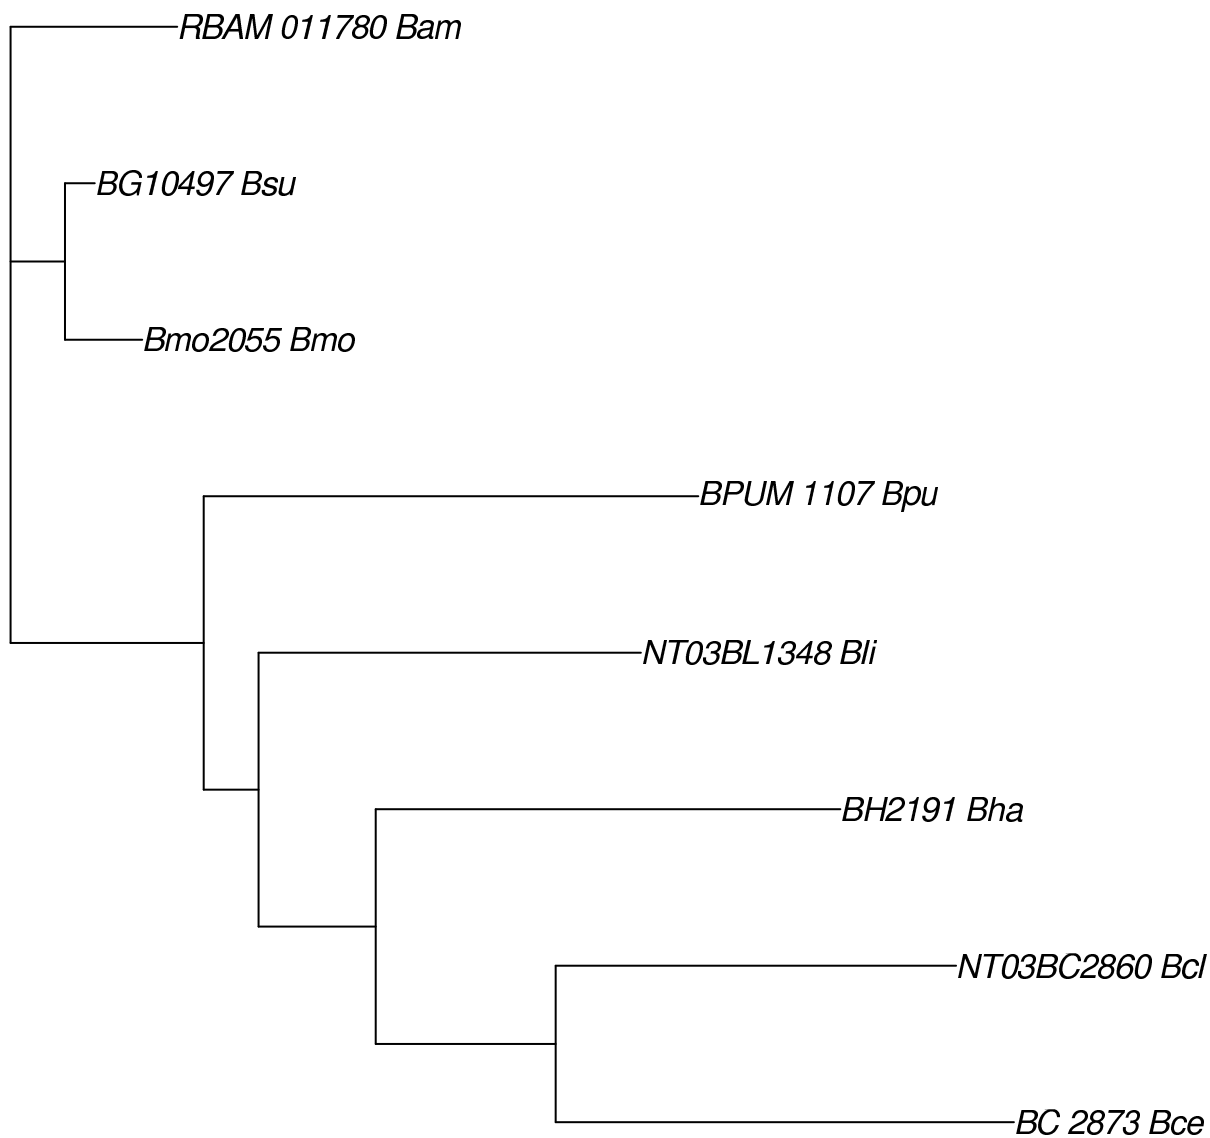 RBAM 011780 Bam
BG10497 Bsu
Bmo2055 Bmo
BPUM 1107 Bpu
NT03BL1348 Bli
BH2191 Bha
NT03BC2860 Bcl
BC 2873 Bce